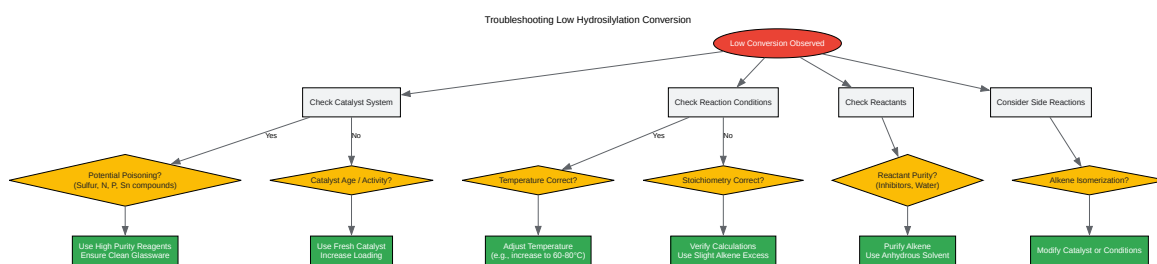 Troubleshooting Low Hydrosilylation Conversion
Low Conversion Observed
Check Catalyst System
Check Reaction Conditions
Check Reactants
Consider Side Reactions
Yes
No
Yes
No
Potential Poisoning?
(Sulfur, N, P, Sn compounds)
Catalyst Age / Activity?
Temperature Correct?
Stoichiometry Correct?
Reactant Purity?
(Inhibitors, Water)
Alkene Isomerization?
Use High Purity Reagents
Ensure Clean Glassware
Use Fresh Catalyst
Increase Loading
Adjust Temperature
(e.g., increase to 60-80°C)
Verify Calculations
Use Slight Alkene Excess
Purify Alkene
Use Anhydrous Solvent
Modify Catalyst or Conditions